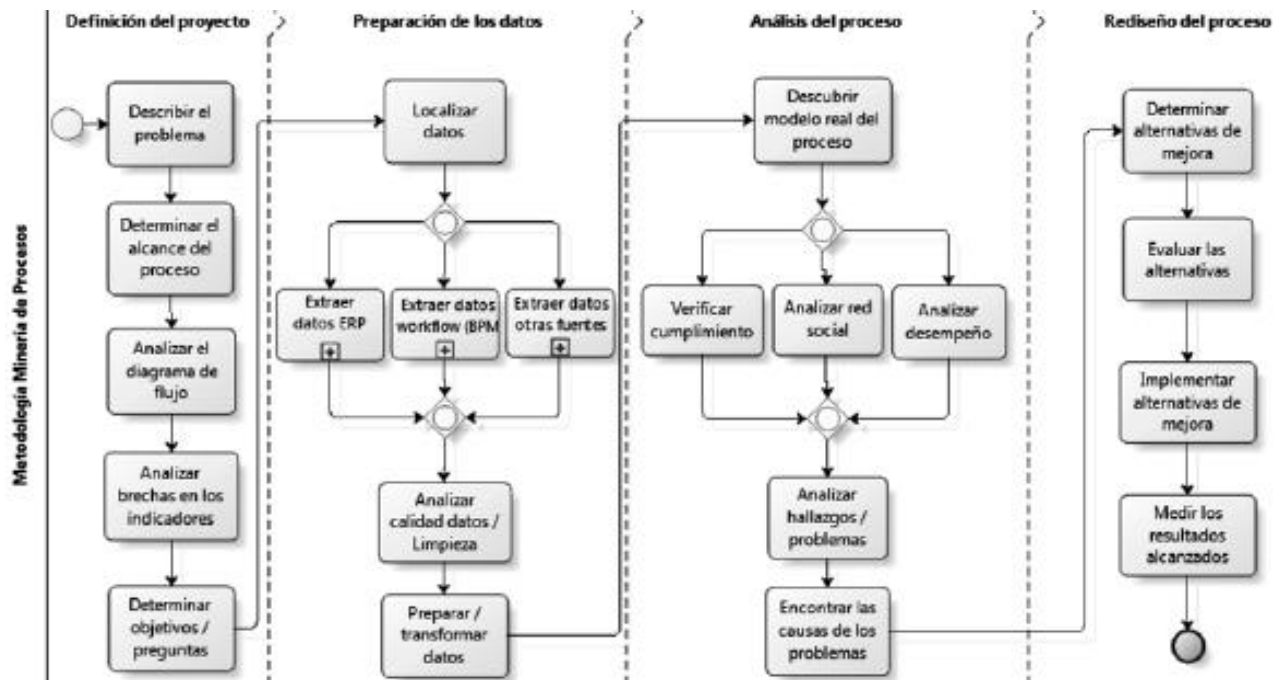 Metodología Minería de Procesos
Definición del proyecto
Describir el
problema
Determinar el
alcance del
proceso
Analizar el
diagrama de
flujo
Analizar
brechas en los
indicadores
Determinar
objetivos /
preguntas
Preparación de los datos
Localizar
datos
Extraer
datos ERP
Extraer datos
workflow (BPM
Extraer datos
otras fuentes
Analizar
calidad datos /
Limpieza
Preparar /
transformar
datos
Análisis del proceso
Descubrir
modelo real del
proceso
Verificar
cumplimiento
Analizar red
social
Analizar
desempeño
Analizar
hallazgos /
problemas
Encontrar las
causas de los
problemas
Rediseño del proceso
Determinar
alternativas de
mejora
Evaluar las
alternativas
Implementar
alternativas de
mejora
Medir los
resultados
alcanzados